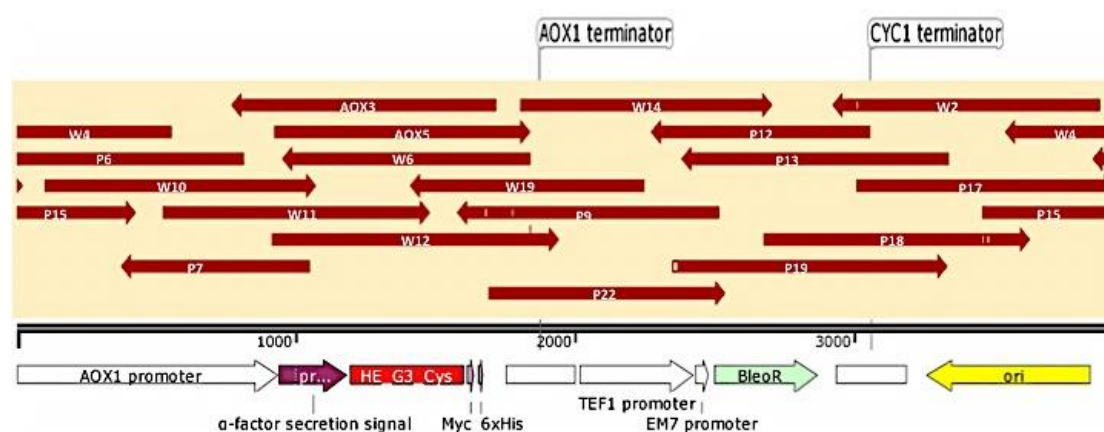 AOX1 terminator CYC1 terminator
AOX3 W14 W2
W4 AOX5 P12 W4
P6 W6 P13
W10 W19 P17
P15 W11 P9 P15
W12 P18
P7 P19
P22
1000 2000 3000
AOX1 promoter pr... HE_G3_Cys BleoR ori
TEF1 promoter
α-factor secretion signal Myc 6xHis EM7 promoter